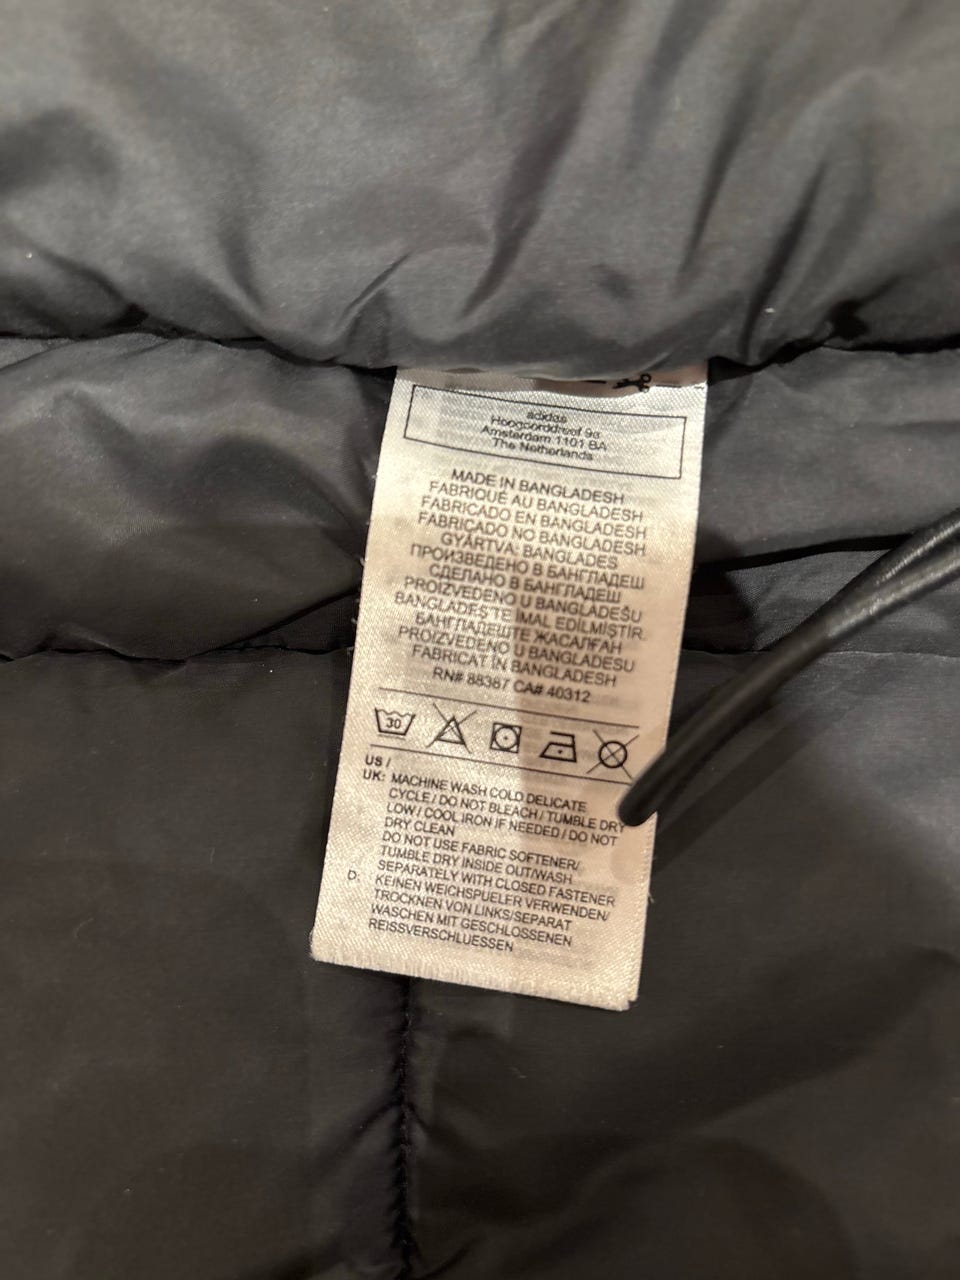 adidas
Hoogoorddreef 9a
Amsterdam 1101 BA
The Netherlands
MADE IN BANGLADESH
FABRIQUÉ AU BANGLADESH
FABRICADO EN BANGLADESH
FABRICADO NO BANGLADESH
GYÁRTVA: BANGLADES
ПРОИЗВЕДЕНО В БАНГЛАДЕШ
СДЕЛАНО В БАНГЛАДЕШ
PROIZVEDENO U BANGLADEŠU
BANGLADEŞ'TE İMAL EDİLMİŞTİR.
БАНГЛАДЕШТЕ ЖАСАЛҒАН
PROIZVEDENO U BANGLADESU
FABRICAT ÎN BANGLADESH
RN# 88387 CA# 40312
30
US /
UK: MACHINE WASH COLD DELICATE
CYCLE / DO NOT BLEACH / TUMBLE DRY
LOW / COOL IRON IF NEEDED / DO NOT
DRY CLEAN
DO NOT USE FABRIC SOFTENER/
TUMBLE DRY INSIDE OUT/WASH
SEPARATELY WITH CLOSED FASTENER
D: KEINEN WEICHSPUELER VERWENDEN/
TROCKNEN VON LINKS/SEPARAT
WASCHEN MIT GESCHLOSSENEN
REISSVERSCHLUESSEN